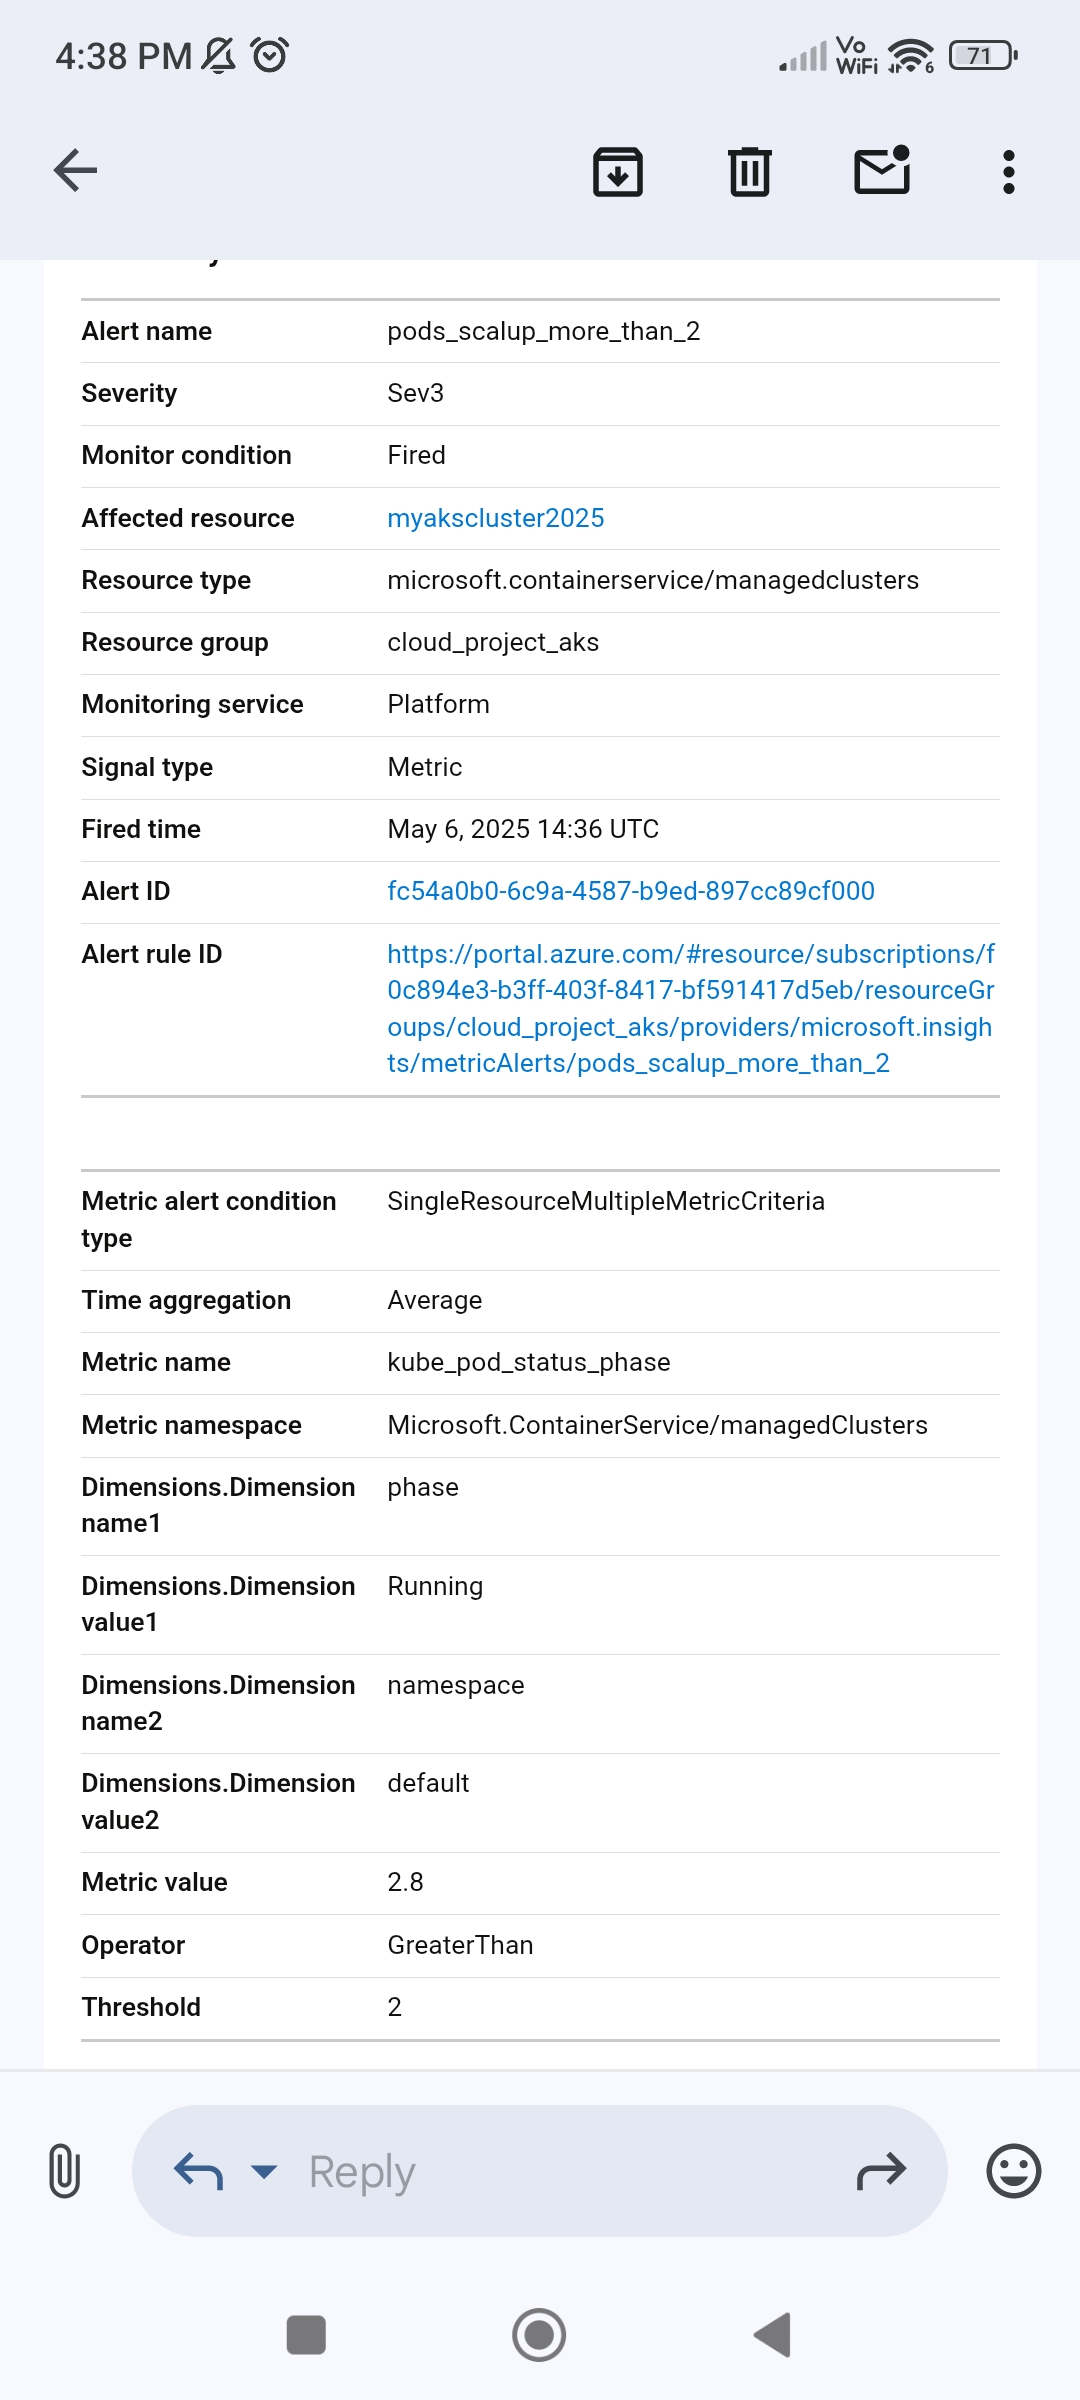 4:38 PM
Vo
WiFi
6
71
Alert name pods_scalup_more_than_2
Severity Sev3
Monitor condition Fired
Affected resource myakscluster2025
Resource type microsoft.containerservice/managedclusters
Resource group cloud_project_aks
Monitoring service Platform
Signal type Metric
Fired time May 6, 2025 14:36 UTC
Alert ID fc54a0b0-6c9a-4587-b9ed-897cc89cf000
Alert rule ID https://portal.azure.com/#resource/subscriptions/f
0c894e3-b3ff-403f-8417-bf591417d5eb/resourceGr
oups/cloud_project_aks/providers/microsoft.insigh
ts/metricAlerts/pods_scalup_more_than_2
Metric alert condition SingleResourceMultipleMetricCriteria
type
Time aggregation Average
Metric name kube_pod_status_phase
Metric namespace Microsoft.ContainerService/managedClusters
Dimensions.Dimension phase
name1
Dimensions.Dimension Running
value1
Dimensions.Dimension namespace
name2
Dimensions.Dimension default
value2
Metric value 2.8
Operator GreaterThan
Threshold 2
Reply